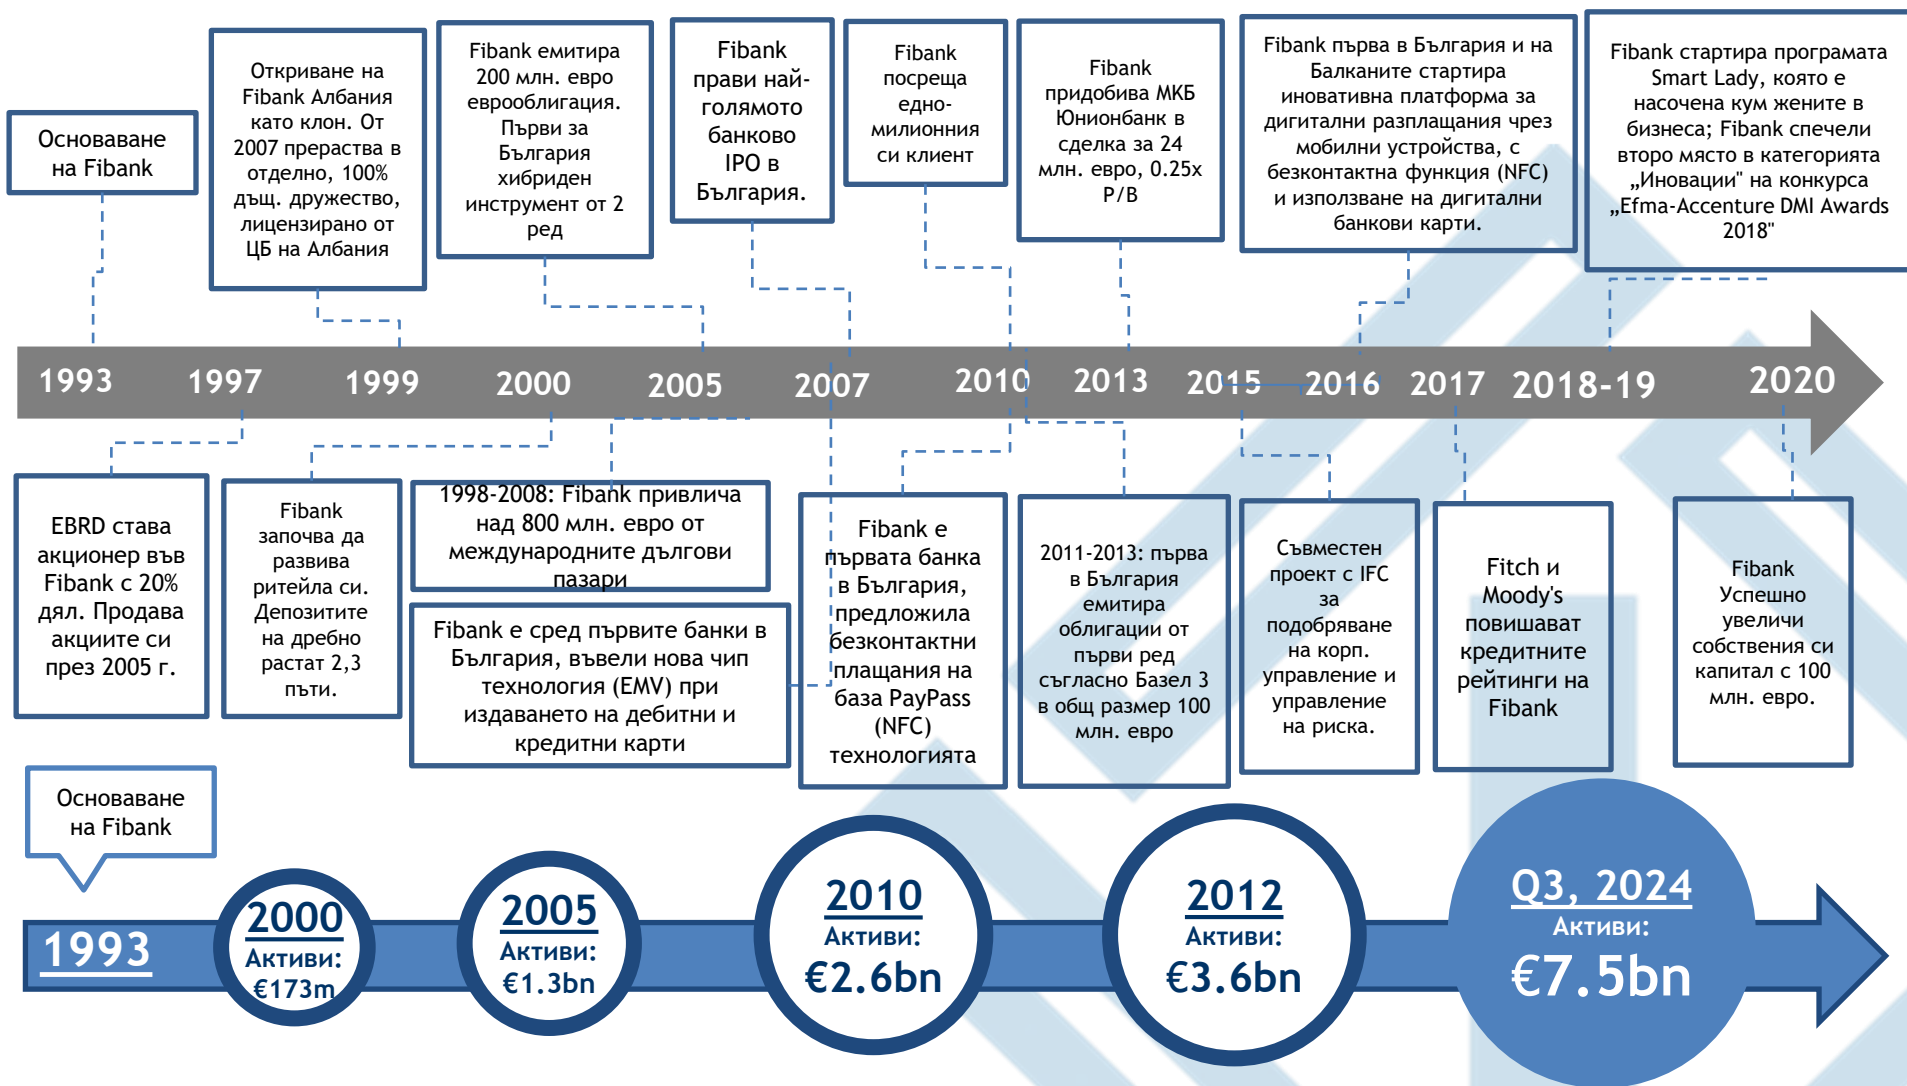 Основаване
на Fibank
Откриване на
Fibank Албания
като клон. От
2007 прераства в
отделно, 100%
дъщ. дружество,
лицензирано от
ЦБ на Албания
Fibank емитира
200 млн. евро
еврооблигация.
Първи за
България
хибриден
инструмент от 2
ред
Fibank
прави най-
голямото
банково
IPO в
България.
Fibank
посреща
едно-
милионния
си клиент
Fibank
придобива МКБ
Юнионбанк в
сделка за 24
млн. евро, 0.25x
P/B
Fibank първа в България и на
Балканите стартира
иновативна платформа за
дигитални разплащания чрез
мобилни устройства, с
безконтактна функция (NFC)
и използване на дигитални
банкови карти.
Fibank стартира програмата
Smart Lady, която е
насочена кум жените в
бизнеса; Fibank спечели
второ място в категорията
„Иновации" на конкурса
„Efma-Accenture DMI Awards
2018"
1993
1997
1999
2000
2005
2007
2010
2013
2015
2016
2017
2018-19
2020
EBRD става
акционер във
Fibank с 20%
дял. Продава
акциите си
през 2005 г.
Fibank
започва да
развива
ритейла си.
Депозитите
на дребно
растат 2,3
пъти.
1998-2008: Fibank привлича
над 800 млн. евро от
международните дългови
пазари
Fibank е сред първите банки в
България, въвели нова чип
технология (EMV) при
издаването на дебитни и
кредитни карти
Fibank е
първата банка
в България,
предложила
безконтактни
плащания на
база PayPass
(NFC)
технологията
2011-2013: първа
в България
емитира
облигации от
първи ред
съгласно Базел 3
в общ размер 100
млн. евро
Съвместен
проект с IFC
за
подобряване
на корп.
управление и
управление
на риска.
Fitch и
Moody's
повишават
кредитните
рейтинги на
Fibank
Fibank
Успешно
увеличи
собствения си
капитал с 100
млн. евро.
Основаване
на Fibank
1993
2000
Активи:
€173m
2005
Активи:
€1.3bn
2010
Активи:
€2.6bn
2012
Активи:
€3.6bn
Q3, 2024
Активи:
€7.5bn